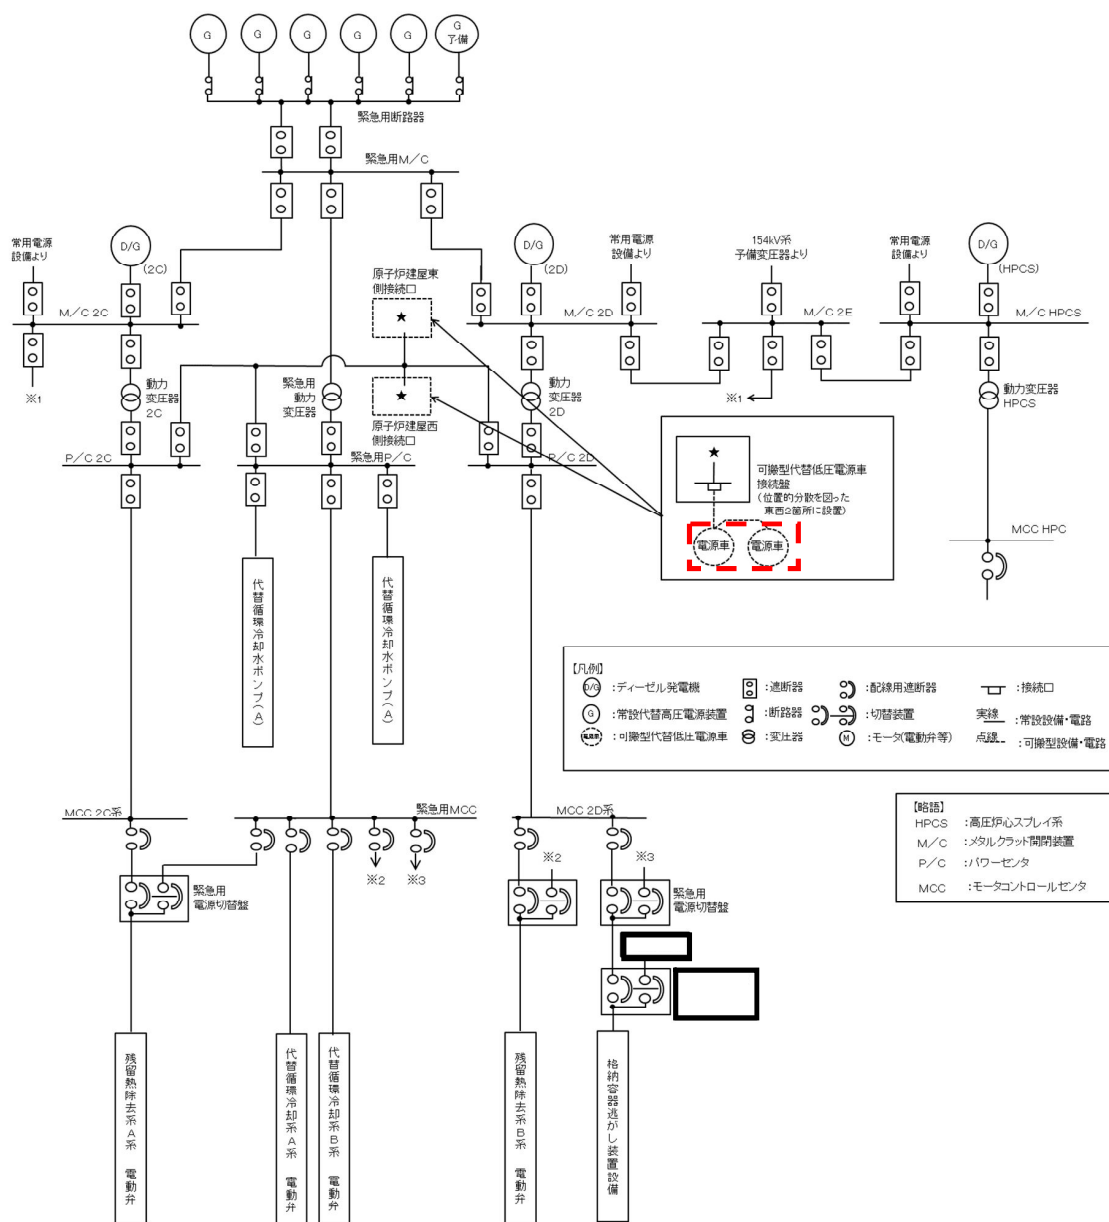 G
G
G
G
G
G
予備
緊急用断路器
緊急用M/C
常用電源
設備より
D/G
(2C)
M/C 2C
※1
原子炉建屋東
側接続口
★
D/G
(2D)
M/C 2D
常用電源
設備より
154kV系
予備変圧器より
M/C 2E
※1
常用電源
設備より
D/G
(HPCS)
M/C HPCS
動力
変圧器
2C
緊急用
動力
変圧器
★
原子炉建屋西
側接続口
動力
変圧器
2D
動力変圧器
HPCS
P/C 2C
緊急用P/C
P/C 2D
★
可搬型代替低圧電源車
接続盤
(位置的分散を図った
東西2箇所に設置)
電源車
電源車
MCC HPC
代替循環冷却水ポンプ(A)
代替循環冷却水ポンプ(A)
【凡例】
D/G :ディーゼル発電機
:遮断器
:配線用遮断器
:接続口
G :常設代替高圧電源装置
:断路器
:切替装置
実線 :常設設備・電路
電源車 :可搬型代替低圧電源車
:変圧器
M :モータ(電動弁等)
点線 :可搬型設備・電路
【略語】
HPCS :高圧炉心スプレイ系
M/C :メタルクラッド開閉装置
P/C :パワーセンタ
MCC :モータコントロールセンタ
MCC 2C系
緊急用MCC
MCC 2D系
※2
※3
※2
※3
緊急用
電源切替盤
緊急用
電源切替盤
残留熱除去系A系 電動弁
代替循環冷却系A系 電動弁
代替循環冷却系B系 電動弁
残留熱除去系B系 電動弁
格納容器逃がし装置設備